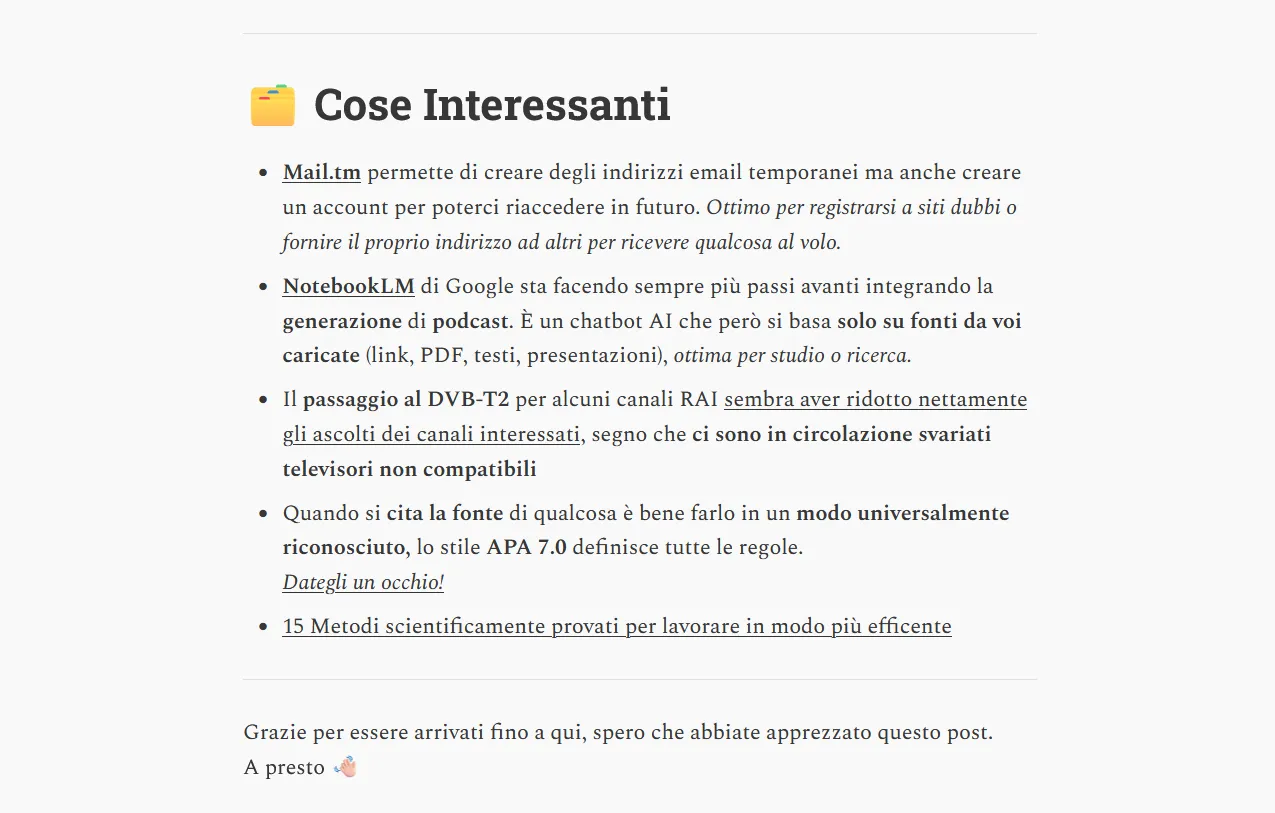 Cose Interessanti
Mail.tm permette di creare degli indirizzi email temporanei ma anche creare
un account per poterci riaccedere in futuro. Ottimo per registrarsi a siti dubbi o
fornire il proprio indirizzo ad altri per ricevere qualcosa al volo.
NotebookLM di Google sta facendo sempre più passi avanti integrando la
generazione di podcast. È un chatbot AI che però si basa solo su fonti da voi
caricate (link, PDF, testi, presentazioni), ottima per studio o ricerca.
Il passaggio al DVB-T2 per alcuni canali RAI sembra aver ridotto nettamente
gli ascolti dei canali interessati, segno che ci sono in circolazione svariati
televisori non compatibili
Quando si cita la fonte di qualcosa è bene farlo in un modo universalmente
riconosciuto, lo stile APA 7.0 definisce tutte le regole.
Dategli un occhio!
15 Metodi scientificamente provati per lavorare in modo più efficente
Grazie per essere arrivati fino a qui, spero che abbiate apprezzato questo post.
A presto